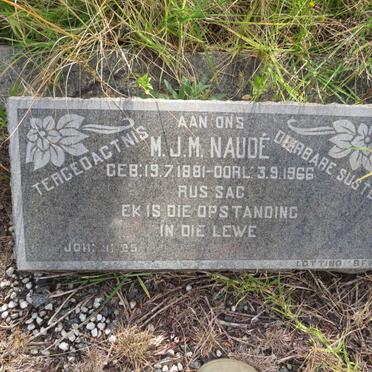 TERGEDAGTNIS AAN ONS DIERBARE SUSTER
M.J.M. NAUDÉ
GEB: 19.7.1881-OORL: 3.9.1966
RUS SAG
EK IS DIE OPSTANDING
IN DIE LEWE
JOH: 11: 25